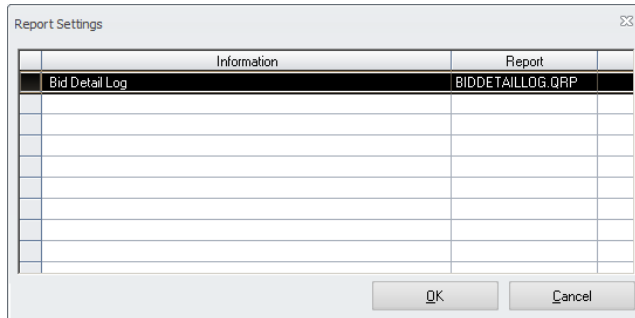 Report Settings
Information Report
Bid Detail Log BIDDETAILLOG.QRP
OK Cancel